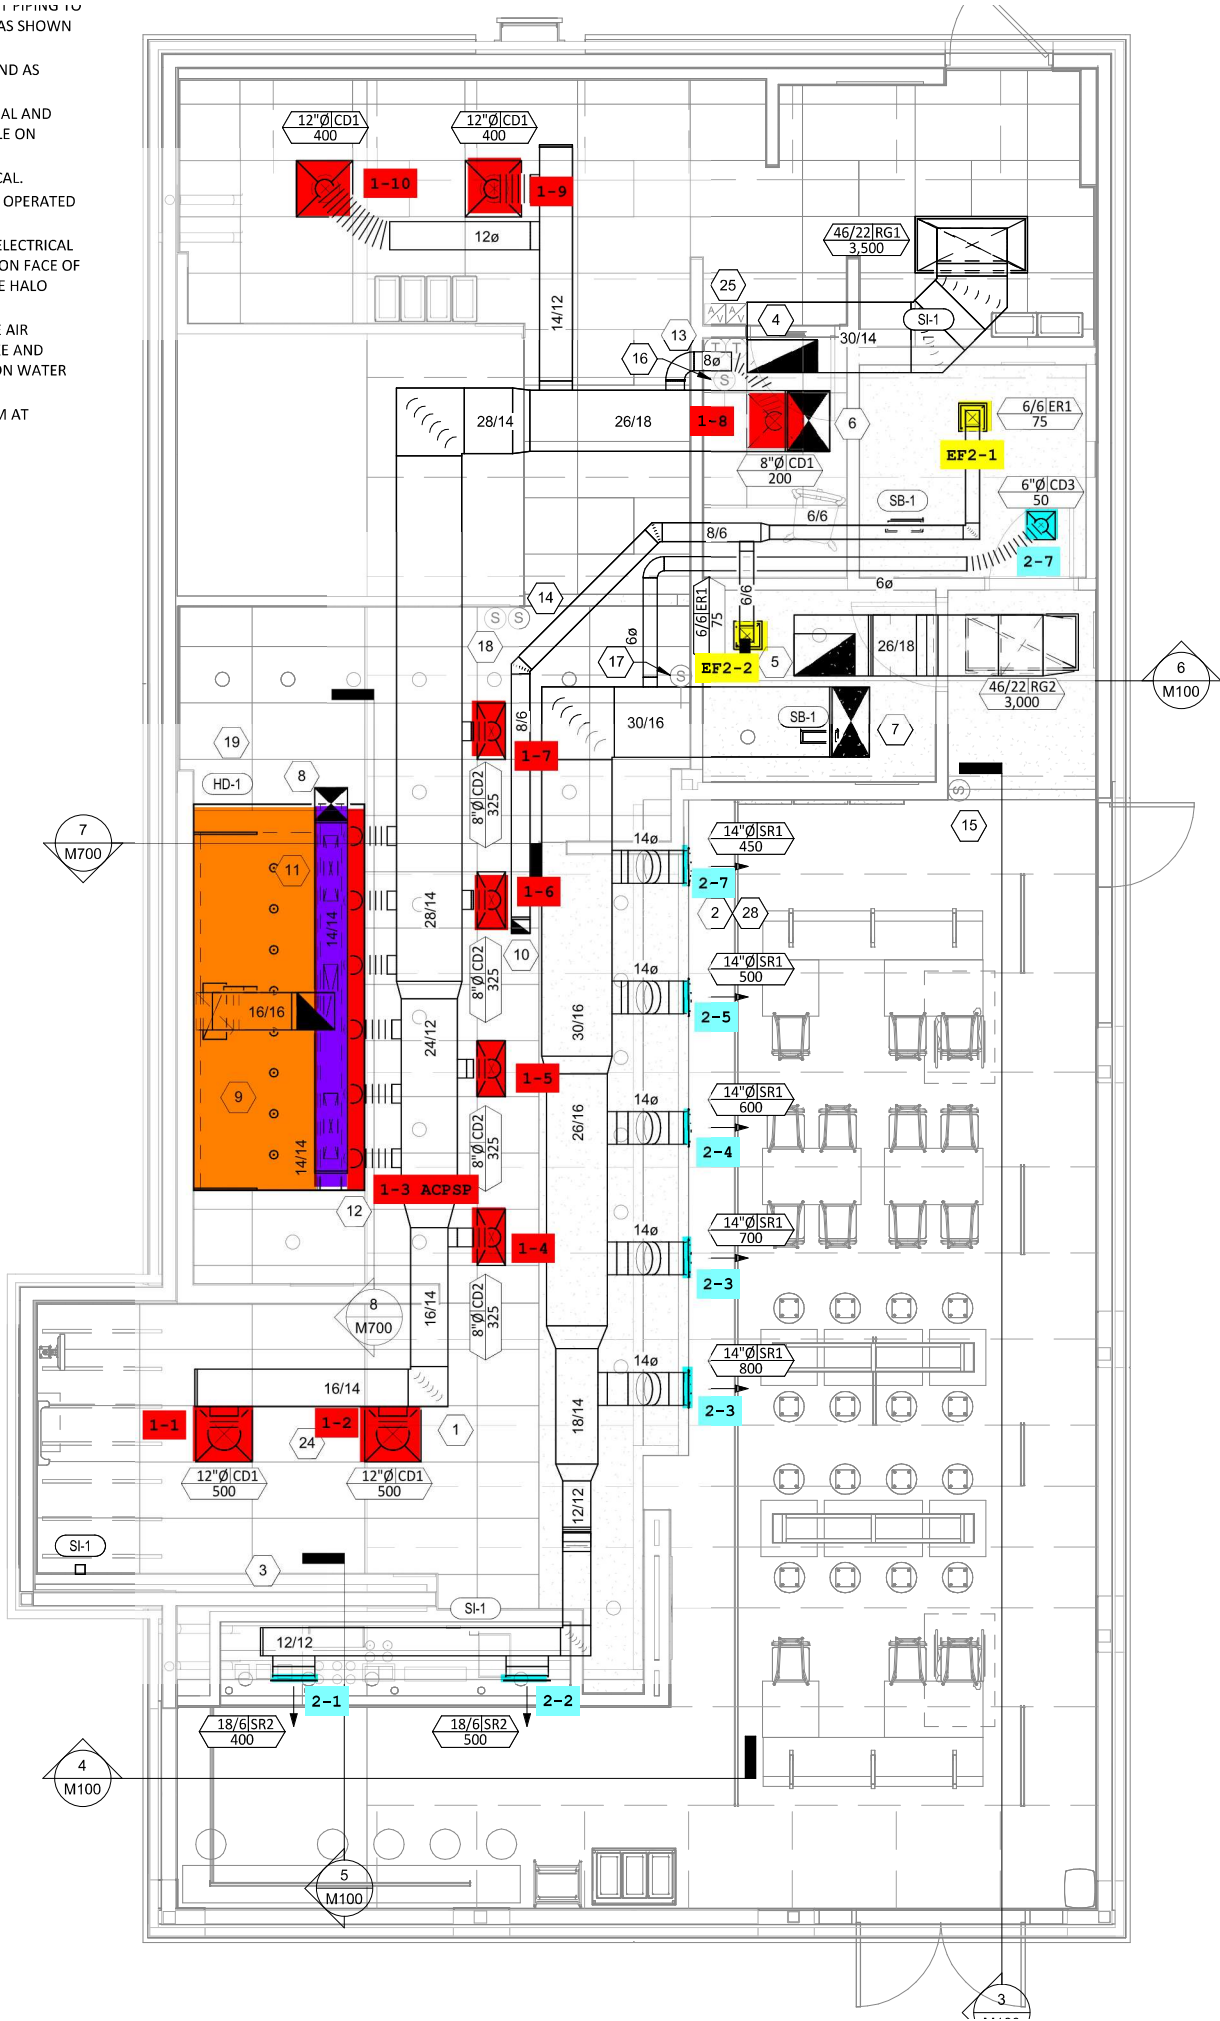 AS SHOWN
ND AS
AL AND
LE ON
CAL.
OPERATED
ELECTRICAL
ON FACE OF
E HALO
E AIR
KE AND
ON WATER
M AT
12"Ø CD1
400
12"Ø CD1
400
1-10
1-9
12ø
14/12
46/22 RG1
3,500
25
4
SI-1
30/14
13
16
8ø
T T
S
28/14
26/18
1-8
6
8"Ø CD1
200
6/6 ER1
75
EF2-1
6"Ø CD3
50
SB-1
6/6
8/6
2-7
6ø
14
S S
18
6/6 ER1
75
6/6
6ø
17
S
EF2-2
5
26/18
46/22 RG2
3,000
6
M100
8/6
30/16
SB-1
7
19
HD-1
8
1-7
8"Ø CD2
325
S
15
7
M700
11
14/14
28/14
1-6
14ø
14"Ø SR1
450
2-7
2
28
10
8"Ø CD2
325
14ø
14"Ø SR1
500
2-5
16/16
24/12
30/16
9
1-5
14ø
14"Ø SR1
600
2-4
26/16
8"Ø CD2
325
14/14
1-3 ACPSP
12
1-4
14ø
14"Ø SR1
700
2-3
8
M700
16/14
8"Ø CD2
325
14ø
14"Ø SR1
800
2-3
16/14
1-1
1-2
24
1
18/14
12"Ø CD1
500
12"Ø CD1
500
12/12
SI-1
3
SI-1
12/12
2-1
2-2
18/6 SR2
400
18/6 SR2
500
4
M100
5
M100
3